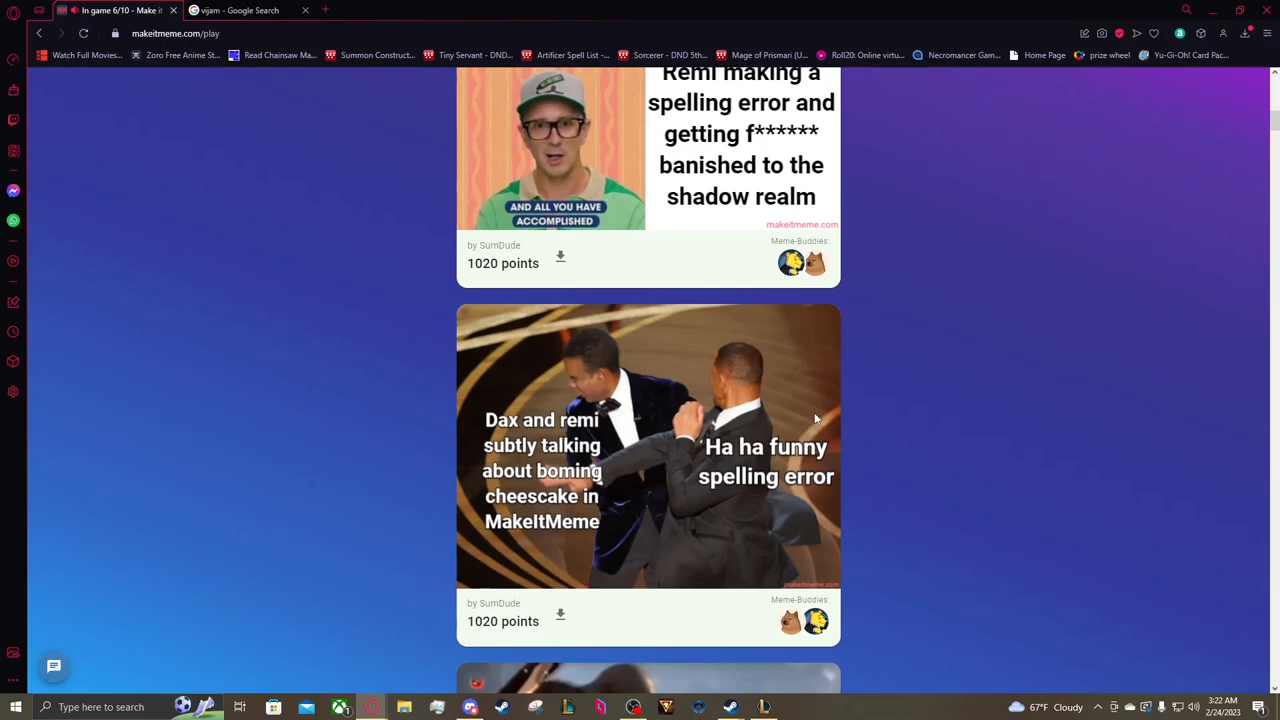 In game 6/10 - Make it
vijam - Google Search
makeitmeme.com/play
Watch Full Movies...
Zoro Free Anime St...
Read Chainsaw Ma...
Summon Construct...
Tiny Servant - DND...
Artificer Spell List -...
Sorcerer - DND 5th...
Mage of Prismari (U...
Roll20: Online virtu...
Necromancer Gam...
Home Page
prize wheel
Yu-Gi-Oh! Card Pac...
Remi making a
spelling error and
getting f******
banished to the
shadow realm
AND ALL YOU HAVE
ACCOMPLISHED
makeitmeme.com
by SumDude
1020 points
Meme-Buddies:
Dax and remi
subtly talking
about boming
cheescake in
MakeItMeme
Ha ha funny
spelling error
makeitmeme.com
by SumDude
1020 points
Meme-Buddies:
Type here to search
67°F Cloudy
3:22 AM
2/24/2023